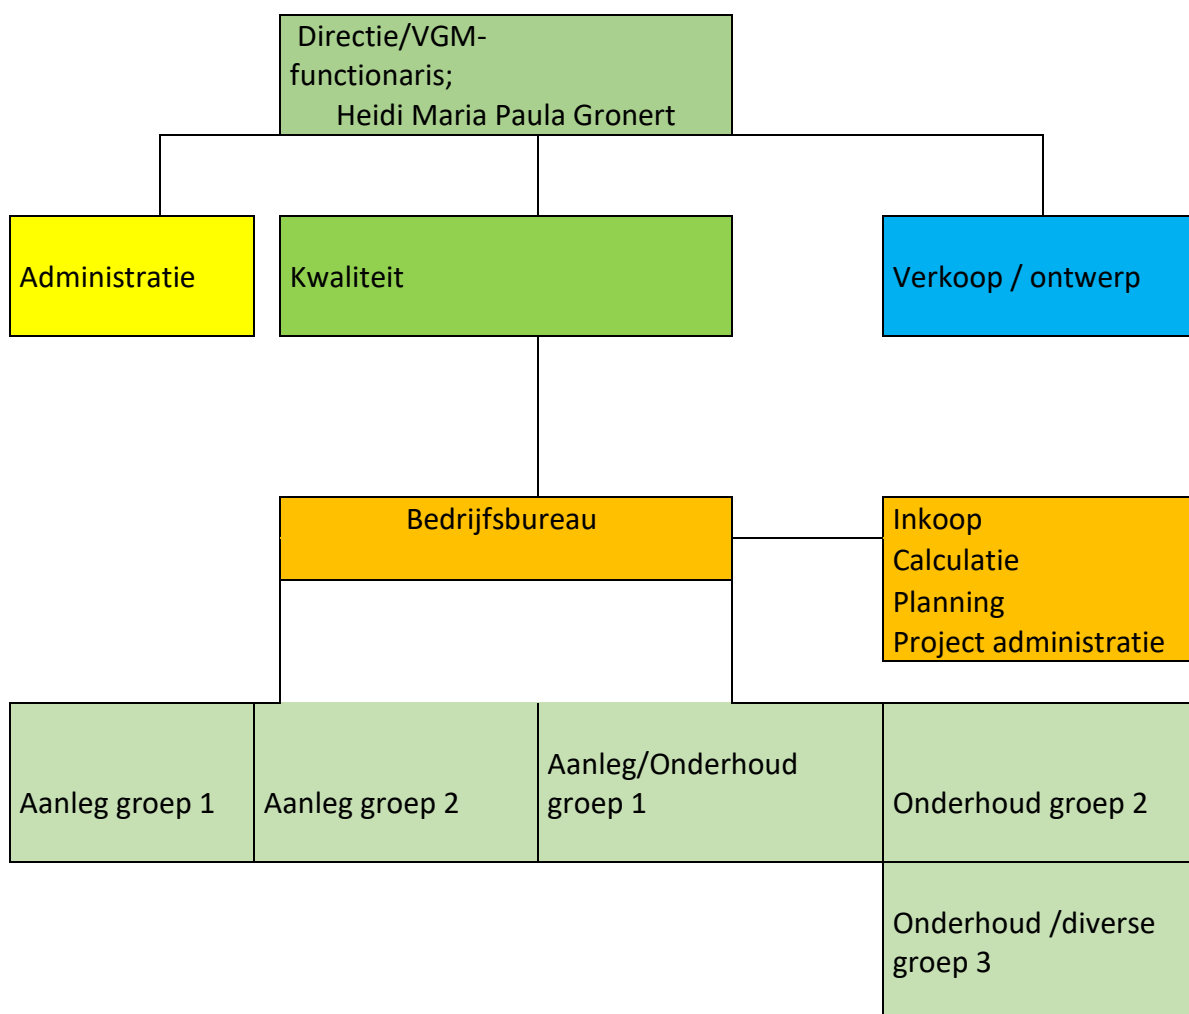 Directie/VGM-
functionaris;
Heidi Maria Paula Gronert
Administratie
Kwaliteit
Verkoop / ontwerp
Bedrijfsbureau
Inkoop
Calculatie
Planning
Project administratie
Aanleg groep 1
Aanleg groep 2
Aanleg/Onderhoud
groep 1
Onderhoud groep 2
Onderhoud /diverse
groep 3